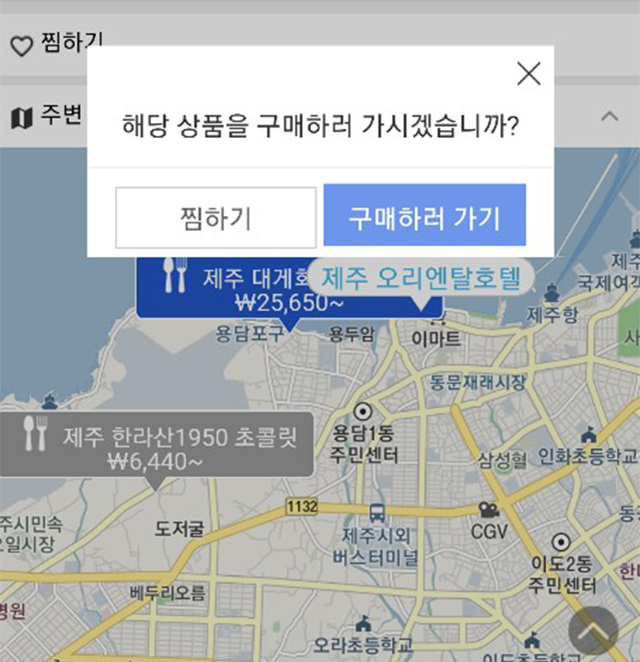 찜하기
주변
해당 상품을 구매하러 가시겠습니까?
찜하기
구매하러 가기
제주 대게회
제주 오리엔탈호텔
₩25,650~
제주
국제여객
제주항
용담포구
용두암
이마트
동문재래시장
제주 한라산1950 초콜릿
₩6,440~
용담1동
주민센터
삼성혈
인화초등학교
1132
제주시민속
오일시장
도저굴
제주시외
버스터미널
CGV
이도2동
주민센터
베두리오름
병원
오라초등학교
이도초등학교